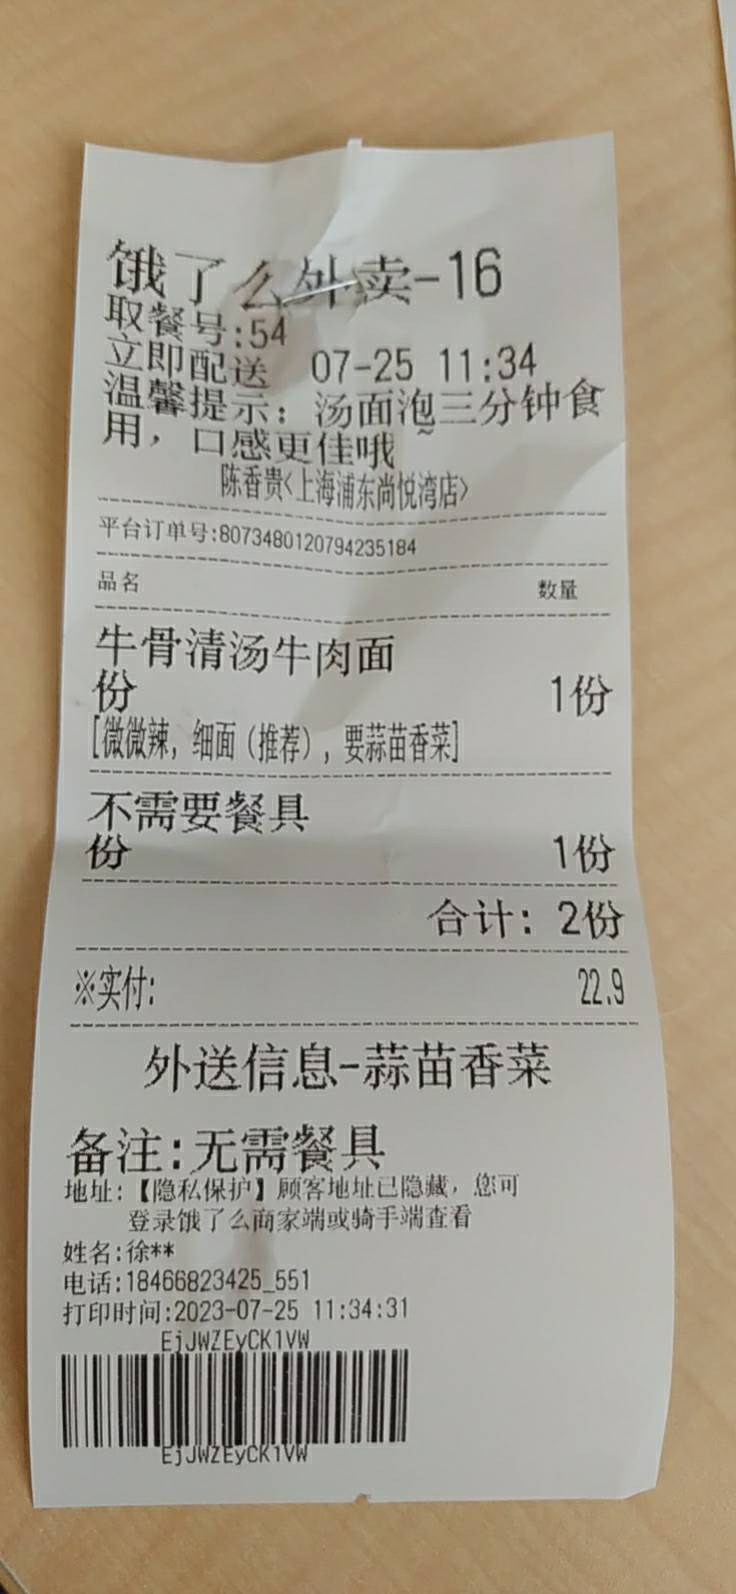 饿了么外卖-16
取餐号:54
立即配送 07-25 11:34
温馨提示：汤面泡三分钟食
用，口感更佳哦~
陈香贵<上海浦东尚悦湾店>
平台订单号:8073480120794235184
品名 数量
牛骨清汤牛肉面
份 1份
[微微辣，细面（推荐），要蒜苗香菜]
不需要餐具
份 1份
合计：2份
※实付: 22.9
外送信息-蒜苗香菜
备注:无需餐具
地址:【隐私保护】顾客地址已隐藏，您可
登录饿了么商家端或骑手端查看
姓名:徐**
电话:18466823425_551
打印时间:2023-07-25 11:34:31
EjJWZEyCK1VW
EjJWZEyCK1VW